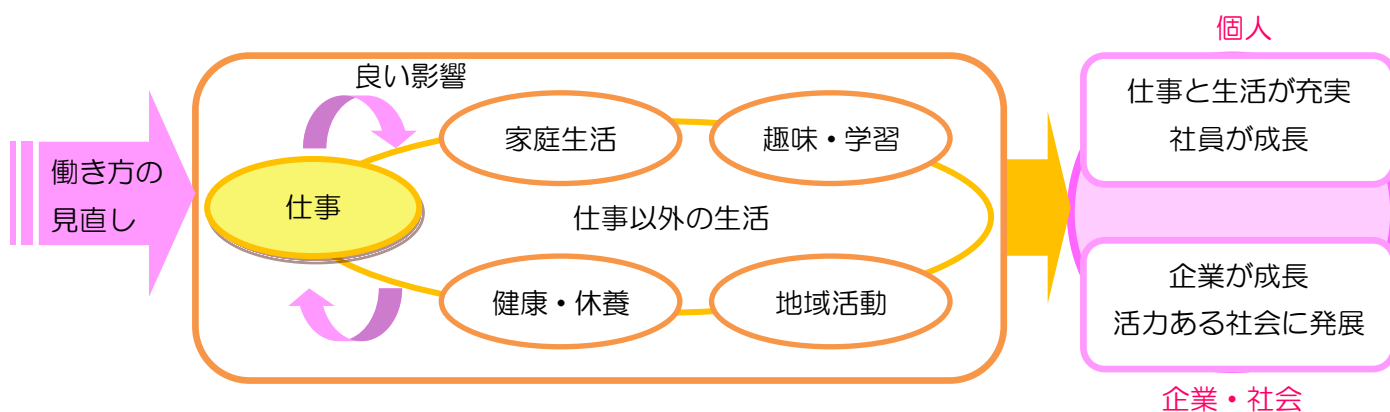 働き方の
見直し
良い影響
仕事
家庭生活
趣味・学習
仕事以外の生活
健康・休養
地域活動
個人
仕事と生活が充実
社員が成長
企業が成長
活力ある社会に発展
企業・社会